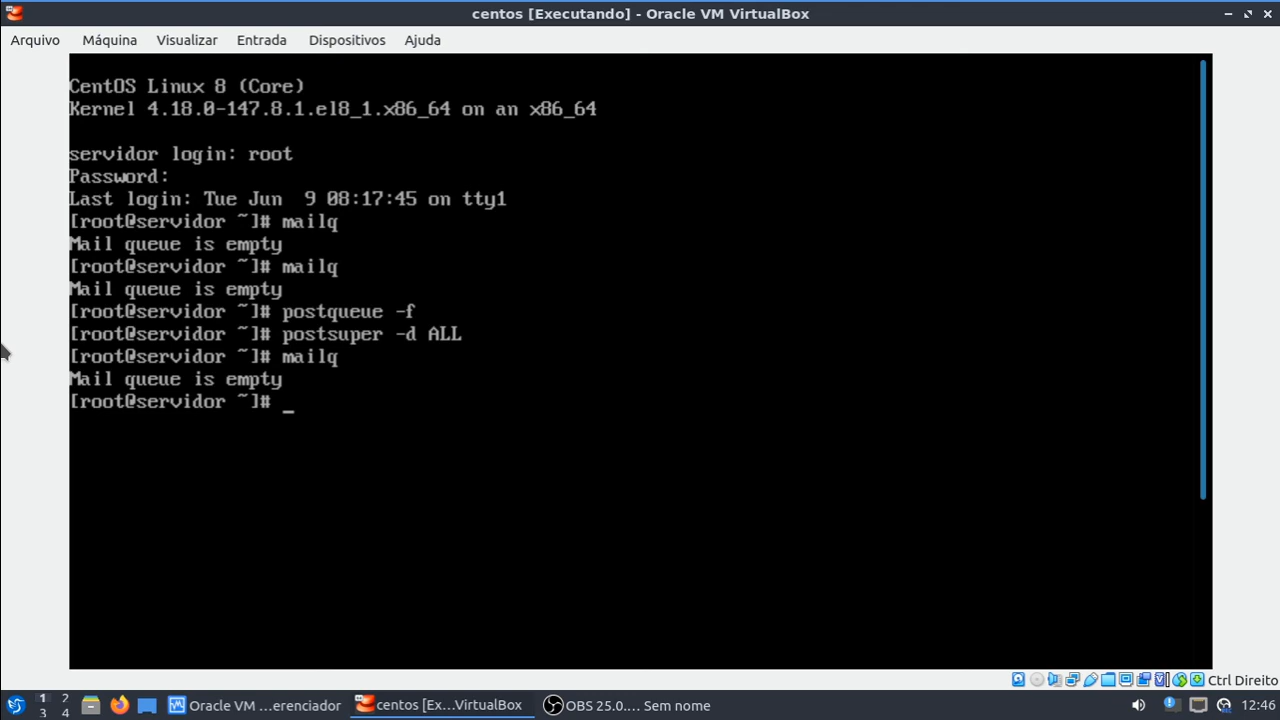 centos [Executando] - Oracle VM VirtualBox
Arquivo Máquina Visualizar Entrada Dispositivos Ajuda
CentOS Linux 8 (Core)
Kernel 4.18.0-147.8.1.el8_1.x86_64 on an x86_64
servidor login: root
Password:
Last login: Tue Jun  9 08:17:45 on tty1
[root@servidor ~]# mailq
Mail queue is empty
[root@servidor ~]# mailq
Mail queue is empty
[root@servidor ~]# postqueue -f
[root@servidor ~]# postsuper -d ALL
[root@servidor ~]# mailq
Mail queue is empty
[root@servidor ~]# _
Ctrl Direito
1 2
3 4
Oracle VM ...erenciador
centos [Ex...VirtualBox
OBS 25.0.... Sem nome
12:46